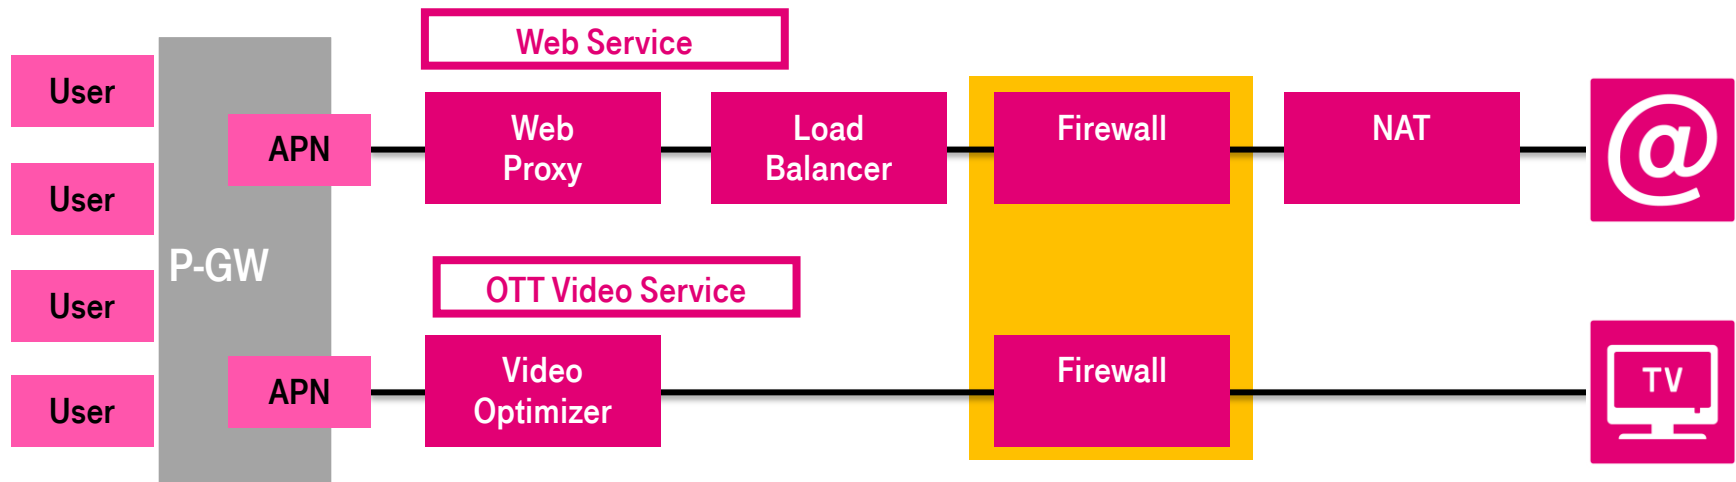 Web Service
User
User
User
User
P-GW
APN
Web
Proxy
Load
Balancer
Firewall
NAT
@
OTT Video Service
APN
Video
Optimizer
Firewall
TV